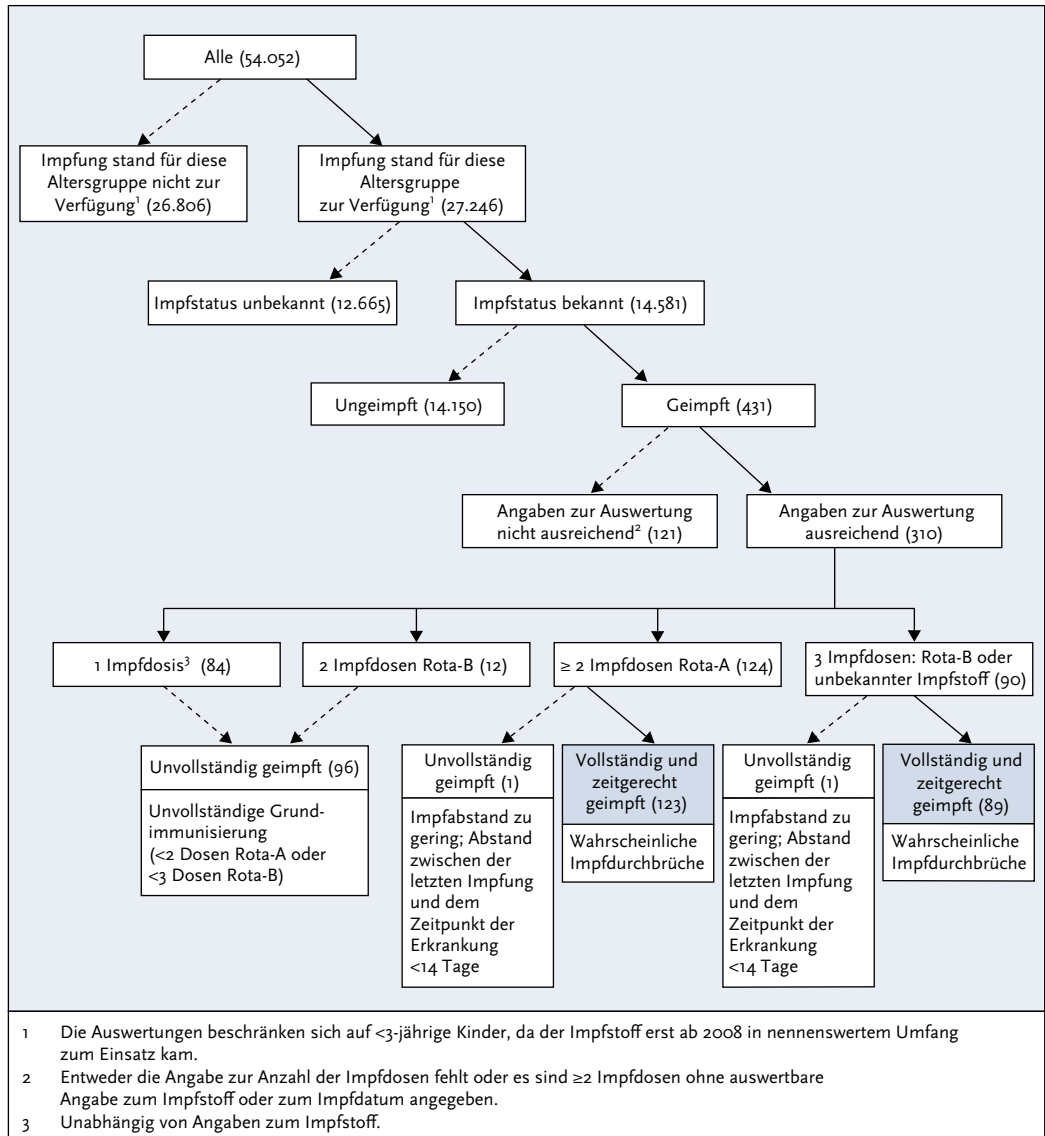 Alle (54.052)
Impfung stand für diese
Altersgruppe nicht zur
Verfügung¹ (26.806)
Impfung stand für diese
Altersgruppe
zur Verfügung¹ (27.246)
Impfstatus unbekannt (12.665)
Impfstatus bekannt (14.581)
Ungeimpft (14.150)
Geimpft (431)
Angaben zur Auswertung
nicht ausreichend² (121)
Angaben zur Auswertung
ausreichend (310)
1 Impfdosis³ (84)
2 Impfdosen Rota-B (12)
≥ 2 Impfdosen Rota-A (124)
3 Impfdosen: Rota-B oder
unbekannter Impfstoff (90)
Unvollständig geimpft (96)
Unvollständige Grund-
immunisierung
(<2 Dosen Rota-A oder
<3 Dosen Rota-B)
Unvollständig
geimpft (1)
Impfabstand zu
gering; Abstand
zwischen der
letzten Impfung
und dem
Zeitpunkt der
Erkrankung
<14 Tage
Vollständig und
zeitgerecht
geimpft (123)
Wahrscheinliche
Impfdurchbrüche
Unvollständig
geimpft (1)
Impfabstand zu
gering; Abstand
zwischen der
letzten Impfung
und dem
Zeitpunkt der
Erkrankung
<14 Tage
Vollständig und
zeitgerecht
geimpft (89)
Wahrscheinliche
Impfdurchbrüche
1 Die Auswertungen beschränken sich auf <3-jährige Kinder, da der Impfstoff erst ab 2008 in nennenswertem Umfang
zum Einsatz kam.
2 Entweder die Angabe zur Anzahl der Impfdosen fehlt oder es sind ≥2 Impfdosen ohne auswertbare
Angabe zum Impfstoff oder zum Impfdatum angegeben.
3 Unabhängig von Angaben zum Impfstoff.